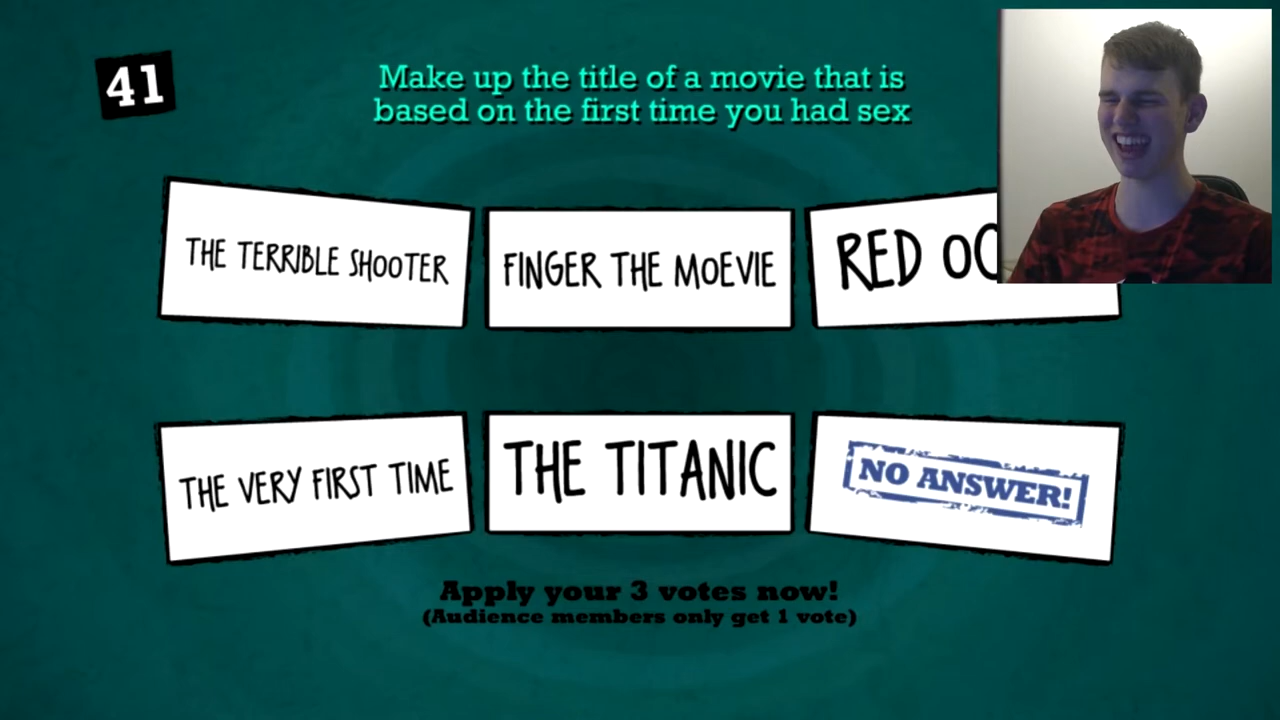 41
Make up the title of a movie that is
based on the first time you had sex
THE TERRIBLE SHOOTER
FINGER THE MOEVIE
RED
THE VERY FIRST TIME
THE TITANIC
NO ANSWER!
Apply your 3 votes now!
(Audience members only get 1 vote)